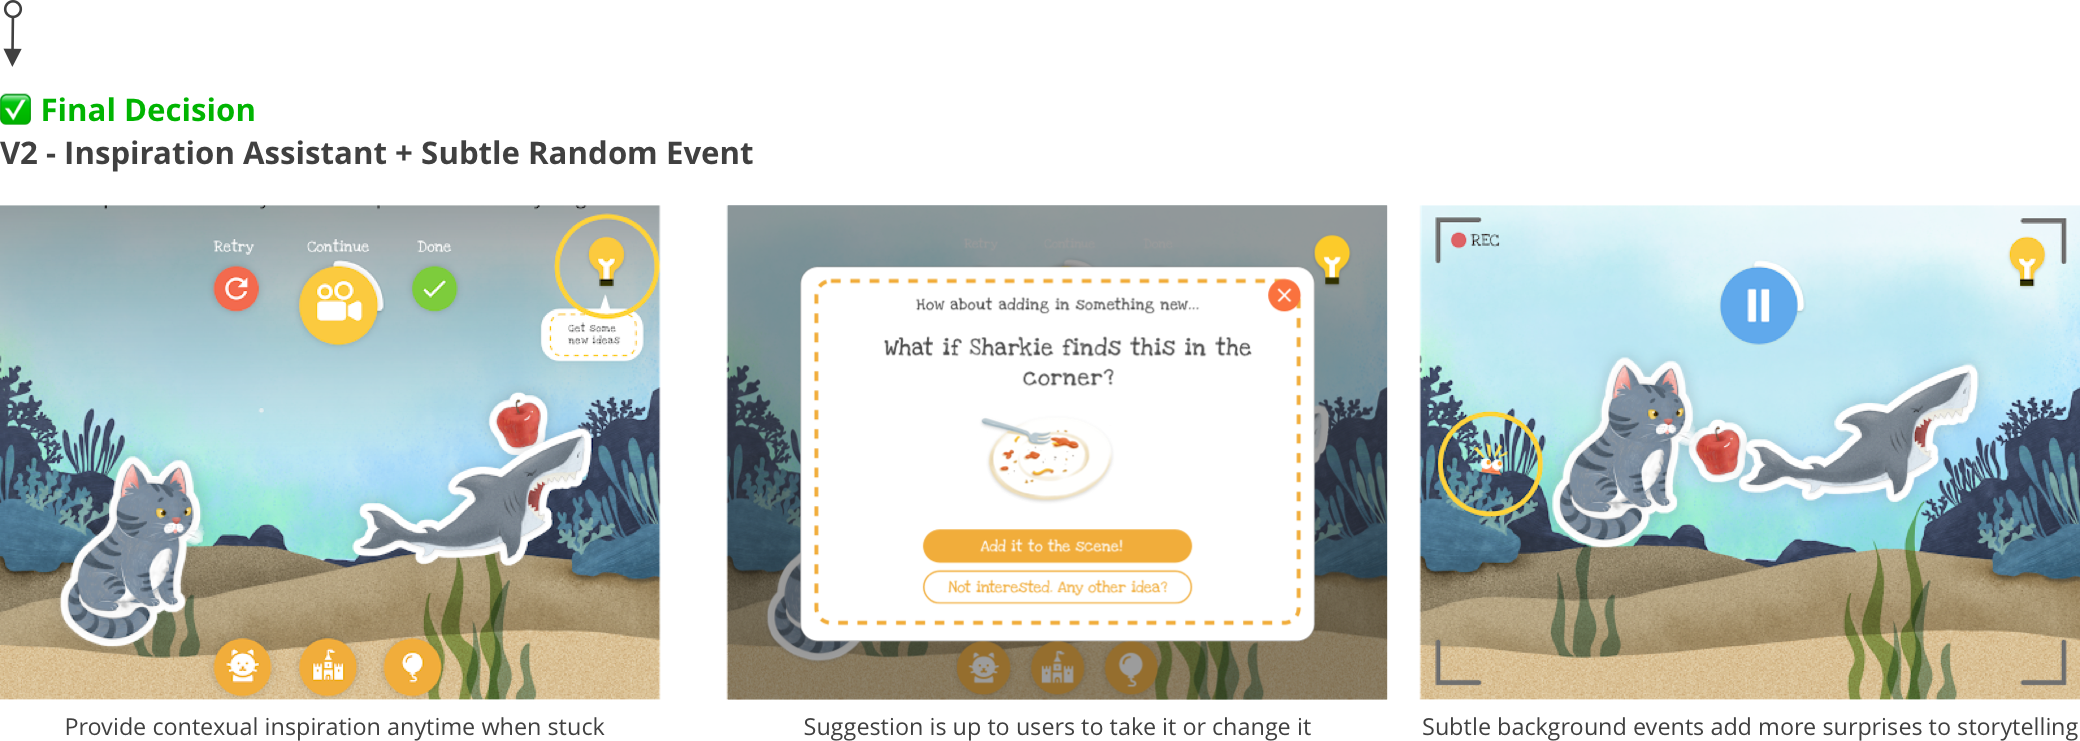 Final Decision
V2 - Inspiration Assistant + Subtle Random Event
Retry Continue Done
Get some
new ideas
How about adding in something new...
What if Sharkie finds this in the
corner?
Add it to the scene!
Not interested. Any other idea?
REC
Provide contexual inspiration anytime when stuck
Suggestion is up to users to take it or change it
Subtle background events add more surprises to storytelling